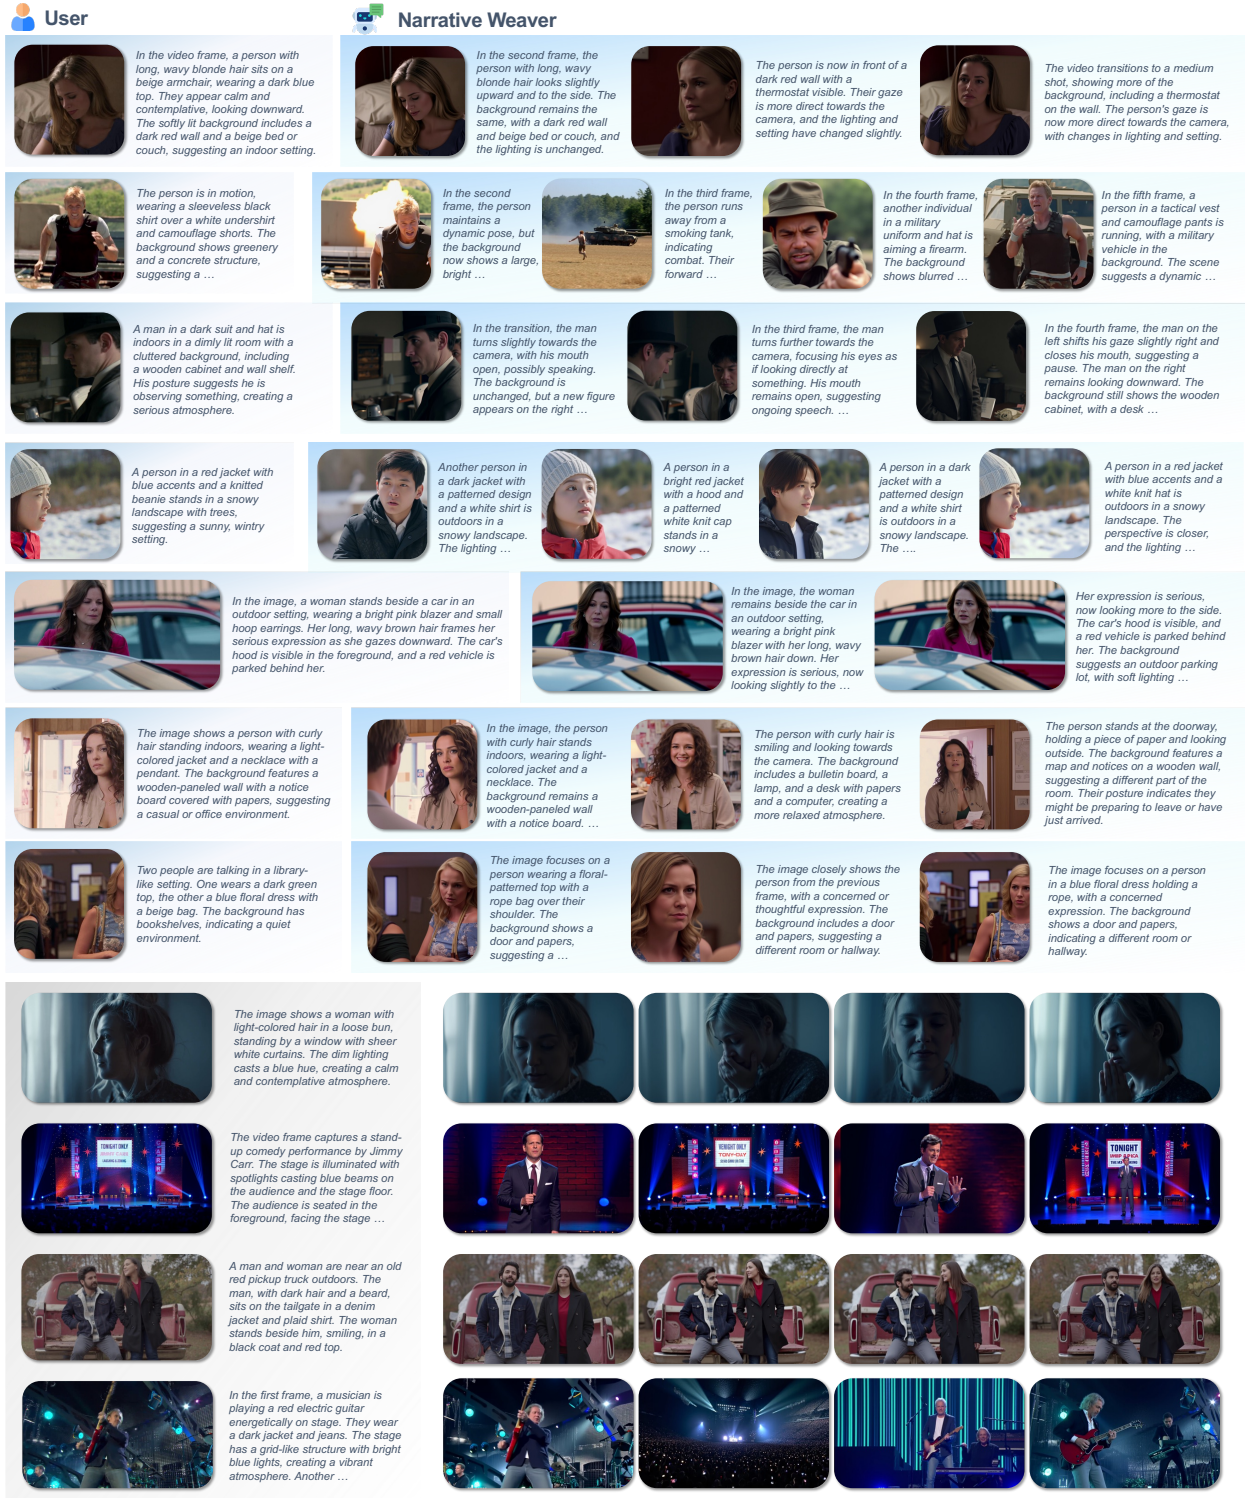 User
Narrative Weaver
In the video frame, a person with
long, wavy blonde hair sits on a
beige armchair, wearing a dark blue
top. They appear calm and
contemplative, looking downward.
The softly lit background includes a
dark red wall and a beige bed or
couch, suggesting an indoor setting.
In the second frame, the
person with long, wavy
blonde hair looks slightly
upward and to the side. The
background remains the
same, with a dark red wall
and beige bed or couch, and
the lighting is unchanged.
The person is now in front of a
dark red wall with a
thermostat visible. Their gaze
is more direct towards the
camera, and the lighting and
setting have changed slightly.
The video transitions to a medium
shot, showing more of the
background, including a thermostat
on the wall. The person's gaze is
now more direct towards the camera,
with changes in lighting and setting.
The person is in motion,
wearing a sleeveless black
shirt over a white undershirt
and camouflage shorts. The
background shows greenery
and a concrete structure,
suggesting a ...
In the second
frame, the person
maintains a
dynamic pose, but
the background
now shows a large,
bright ...
In the third frame,
the person runs
away from a
smoking tank,
indicating
combat. Their
forward ...
In the fourth frame,
another individual
in a military
uniform and hat is
aiming a firearm.
The background
shows blurred ...
In the fifth frame, a
person in a tactical vest
and camouflage pants is
running, with a military
vehicle in the
background. The scene
suggests a dynamic ...
A man in a dark suit and hat is
indoors in a dimly lit room with a
cluttered background, including
a wooden cabinet and wall shelf.
His posture suggests he is
observing something, creating a
serious atmosphere.
In the transition, the man
turns slightly towards the
camera, with his mouth
open, possibly speaking.
The background is
unchanged, but a new figure
appears on the right ...
In the third frame, the man
turns further towards the
camera, focusing his eyes as
if looking directly at
something. His mouth
remains open, suggesting
ongoing speech. ...
In the fourth frame, the man on the
left shifts his gaze slightly right and
closes his mouth, suggesting a
pause. The man on the right
remains looking downward. The
background still shows the wooden
cabinet, with a desk ...
A person in a red jacket with
blue accents and a knitted
beanie stands in a snowy
landscape with trees,
suggesting a sunny, wintry
setting.
Another person in
a dark jacket with
a patterned design
and a white shirt is
outdoors in a
snowy landscape.
The lighting ...
A person in a
bright red jacket
with a hood and
a patterned
white knit cap
stands in a
snowy ...
A person in a dark
jacket with a
patterned design
and a white shirt
is outdoors in a
snowy landscape.
The ....
A person in a red jacket
with blue accents and a
white knit hat is
outdoors in a snowy
landscape. The
perspective is closer,
and the lighting ...
In the image, a woman stands beside a car in an
outdoor setting, wearing a bright pink blazer and small
hoop earrings. Her long, wavy brown hair frames her
serious expression as she gazes downward. The car's
hood is visible in the foreground, and a red vehicle is
parked behind her.
In the image, the woman
remains beside the car in
an outdoor setting,
wearing a bright pink
blazer with her long, wavy
brown hair down. Her
expression is serious, now
looking slightly to the ...
Her expression is serious,
now looking more to the side.
The car's hood is visible, and
a red vehicle is parked behind
her. The background
suggests an outdoor parking
lot, with soft lighting ...
The image shows a person with curly
hair standing indoors, wearing a light-
colored jacket and a necklace with a
pendant. The background features a
wooden-paneled wall with a notice
board covered with papers, suggesting
a casual or office environment.
In the image, the person
with curly hair stands
indoors, wearing a light-
colored jacket and a
necklace. The
background remains a
wooden-paneled wall
with a notice board. ...
The person with curly hair is
smiling and looking towards
the camera. The background
includes a bulletin board, a
lamp, and a desk with papers
and a computer, creating a
more relaxed atmosphere.
The person stands at the doorway,
holding a piece of paper and looking
outside. The background features a
map and notices on a wooden wall,
suggesting a different part of the
room. Their posture indicates they
might be preparing to leave or have
just arrived.
Two people are talking in a library-
like setting. One wears a dark green
top, the other a blue floral dress with
a beige bag. The background has
bookshelves, indicating a quiet
environment.
The image focuses on a
person wearing a floral-
patterned top with a
rope bag over their
shoulder. The
background shows a
door and papers,
suggesting a ...
The image closely shows the
person from the previous
frame, with a concerned or
thoughtful expression. The
background includes a door
and papers, suggesting a
different room or hallway.
The image focuses on a person
in a blue floral dress holding a
rope, with a concerned
expression. The background
shows a door and papers,
indicating a different room or
hallway.
The image shows a woman with
light-colored hair in a loose bun,
standing by a window with sheer
white curtains. The dim lighting
casts a blue hue, creating a calm
and contemplative atmosphere.
The video frame captures a stand-
up comedy performance by Jimmy
Carr. The stage is illuminated with
spotlights casting blue beams on
the audience and the stage floor.
The audience is seated in the
foreground, facing the stage ...
TONIGHT ONLY
TONY-DAY
TONIGHT
A man and woman are near an old
red pickup truck outdoors. The
man, with dark hair and a beard,
sits on the tailgate in a denim
jacket and plaid shirt. The woman
stands beside him, smiling, in a
black coat and red top.
In the first frame, a musician is
playing a red electric guitar
energetically on stage. They wear
a dark jacket and jeans. The stage
has a grid-like structure with bright
blue lights, creating a vibrant
atmosphere. Another ...